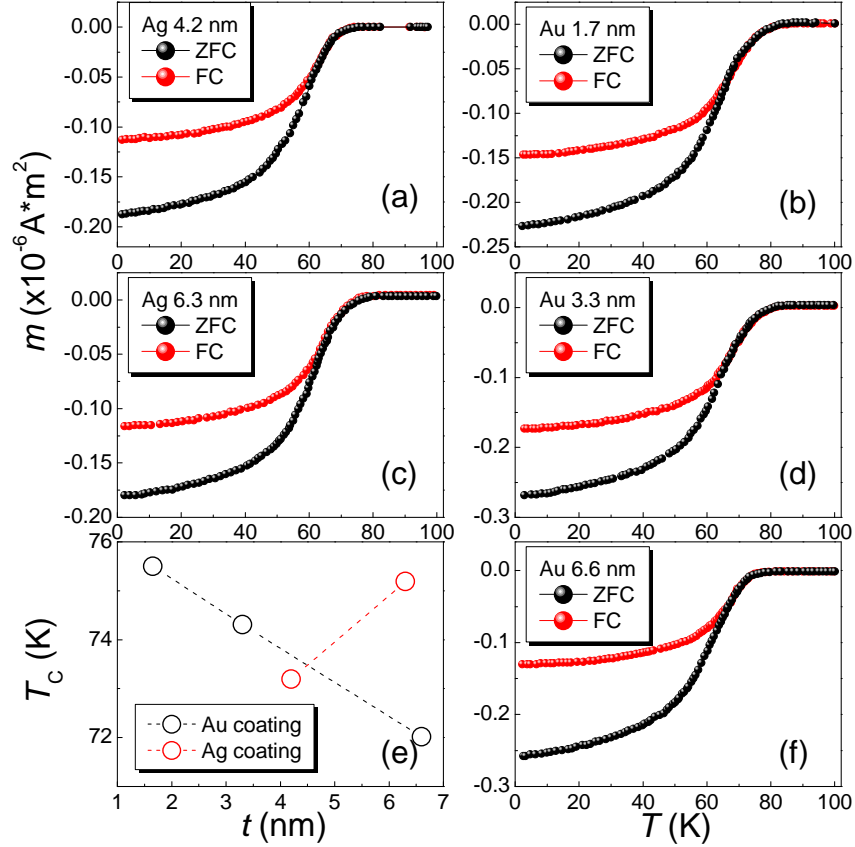 m (x10-6A*m2)
Ag 4.2 nm
ZFC
FC
(a)
0.00
-0.05
-0.10
-0.15
-0.20
0 20 40 60 80 100
Au 1.7 nm
ZFC
FC
(b)
0.00
-0.05
-0.10
-0.15
-0.20
-0.25
0 20 40 60 80 100
Ag 6.3 nm
ZFC
FC
(c)
0.00
-0.05
-0.10
-0.15
-0.20
0 20 40 60 80 100
Au 3.3 nm
ZFC
FC
(d)
0.0
-0.1
-0.2
-0.3
0 20 40 60 80 100
TC (K)
76
74
72
Au coating
Ag coating
(e)
1 2 3 4 5 6 7
t (nm)
Au 6.6 nm
ZFC
FC
(f)
0.0
-0.1
-0.2
-0.3
0 20 40 60 80 100
T (K)